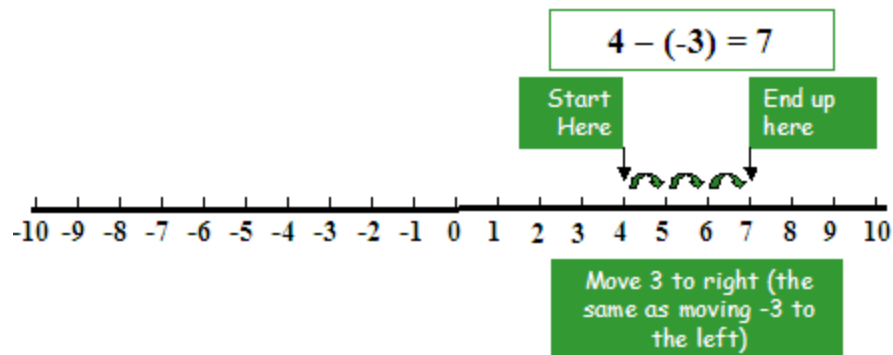 4 – (-3) = 7
Start
Here
End up
here
-10 -9 -8 -7 -6 -5 -4 -3 -2 -1 0 1 2 3 4 5 6 7 8 9 10
Move 3 to right (the
same as moving -3 to
the left)